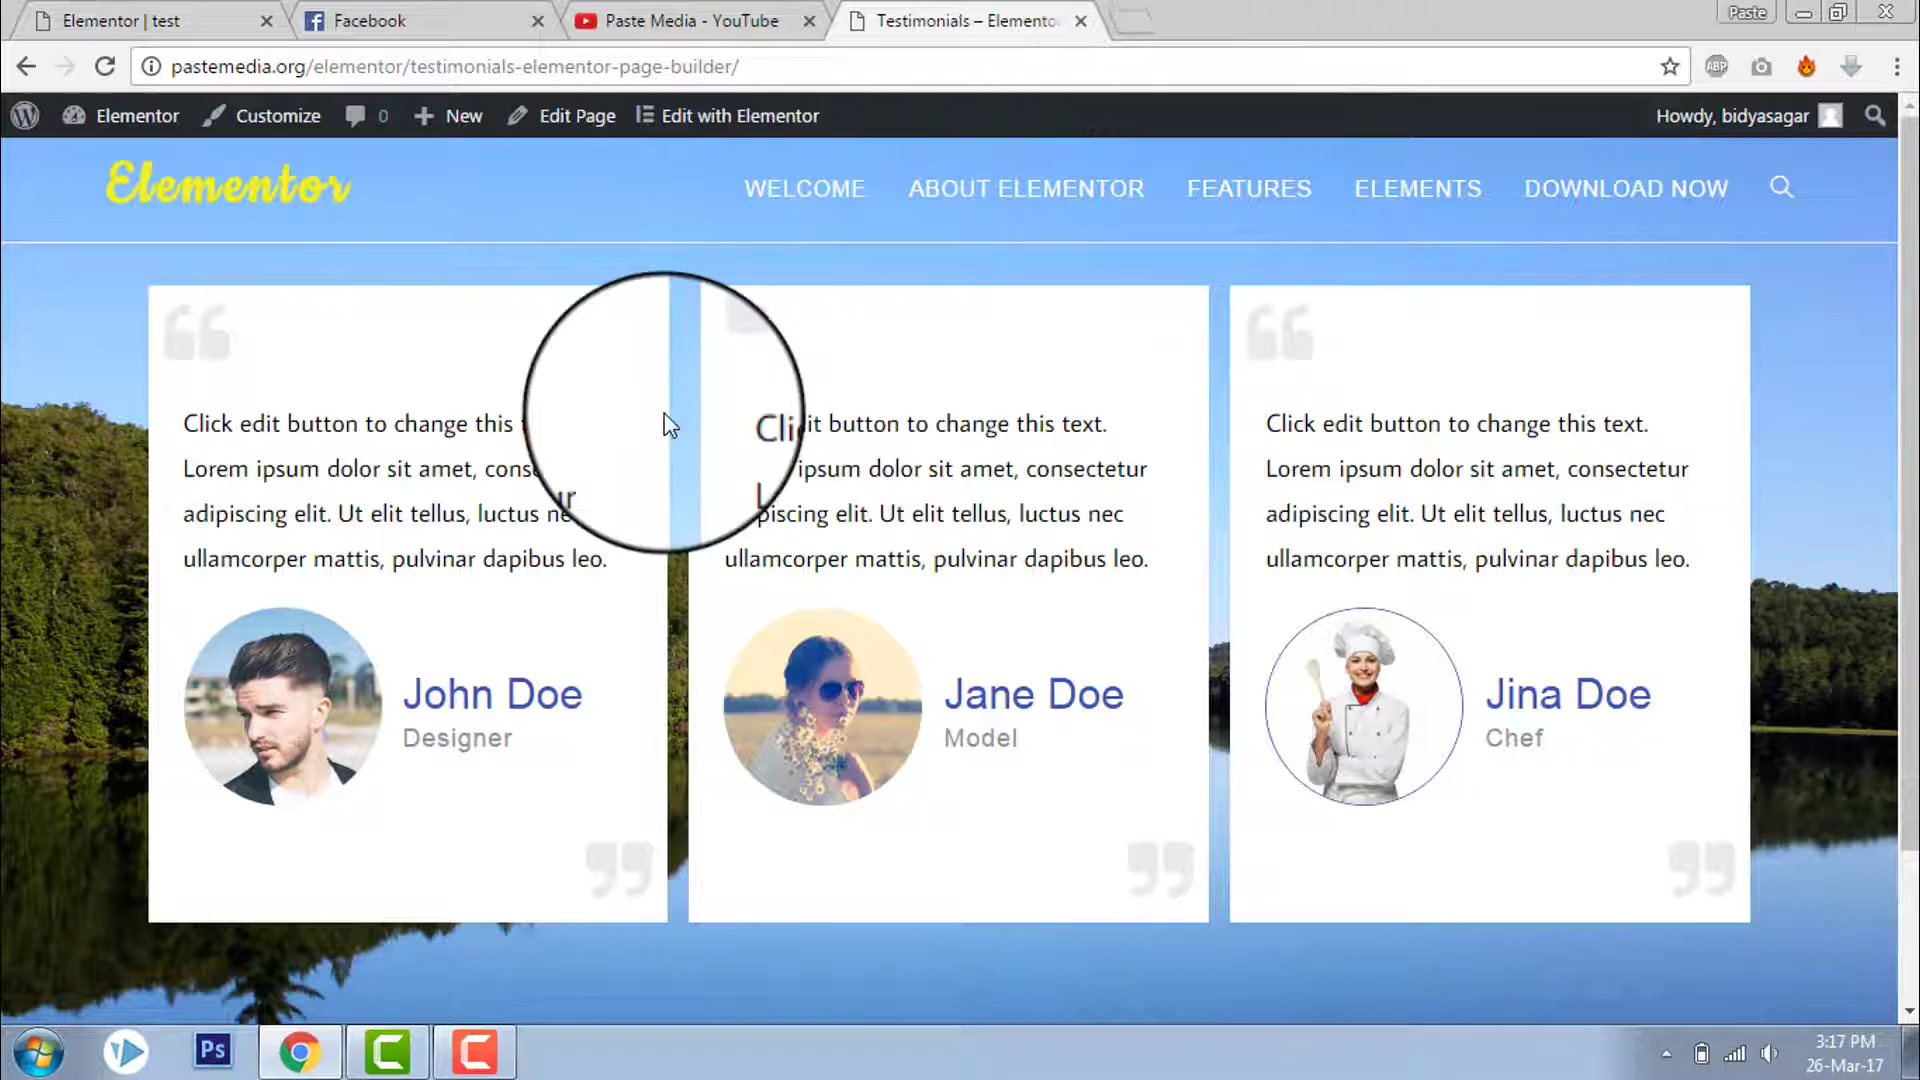 Elementor | test
Facebook
Paste Media - YouTube
Testimonials – Elemento
Paste
pastemedia.org/elementor/testimonials-elementor-page-builder/
ABP
Elementor
Customize
0
New
Edit Page
Edit with Elementor
Howdy, bidyasagar
Elementor
WELCOME
ABOUT ELEMENTOR
FEATURES
ELEMENTS
DOWNLOAD NOW
Click edit button to change this
Lorem ipsum dolor sit amet, conse
adipiscing elit. Ut elit tellus, luctus ne
ullamcorper mattis, pulvinar dapibus leo.
John Doe
Designer
Cli it button to change this text.
L ipsum dolor sit amet, consectetur
piscing elit. Ut elit tellus, luctus nec
ullamcorper mattis, pulvinar dapibus leo.
Jane Doe
Model
Click edit button to change this text.
Lorem ipsum dolor sit amet, consectetur
adipiscing elit. Ut elit tellus, luctus nec
ullamcorper mattis, pulvinar dapibus leo.
Jina Doe
Chef
Ps
3:17 PM
26-Mar-17